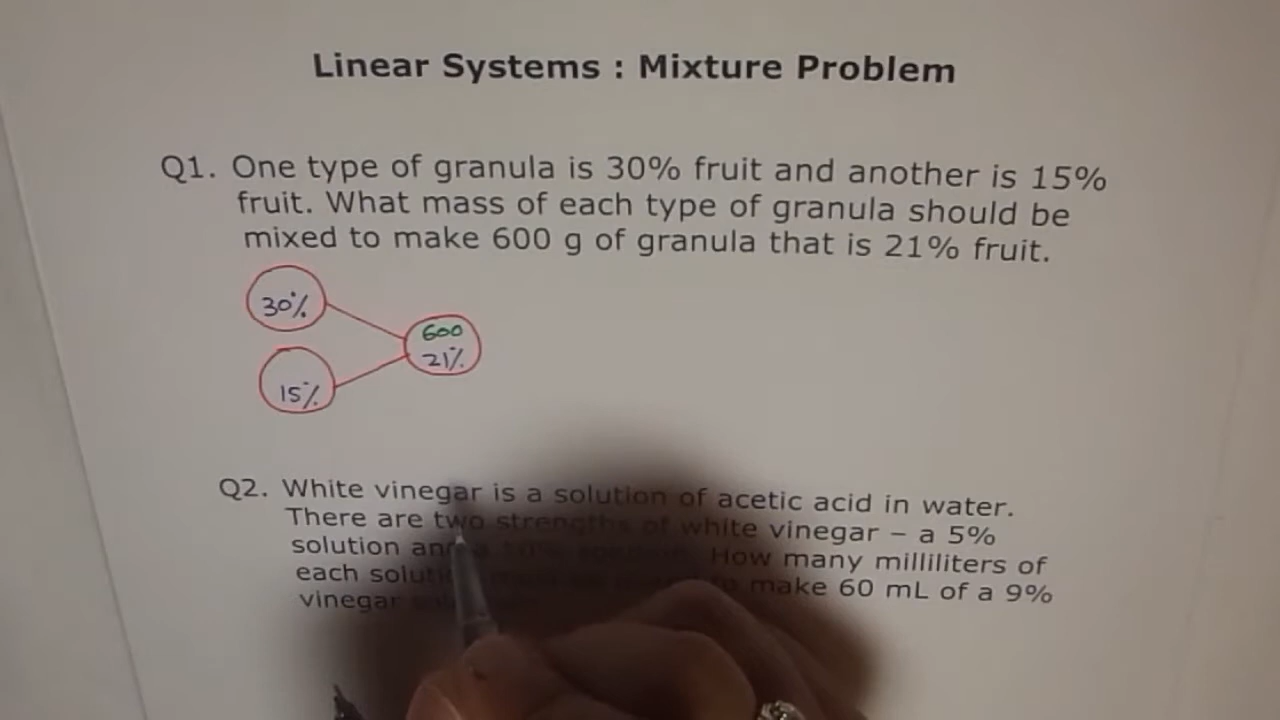 Linear Systems : Mixture Problem
Q1. One type of granula is 30% fruit and another is 15%
fruit. What mass of each type of granula should be
mixed to make 600 g of granula that is 21% fruit.
30%
600
21%
15%
Q2. White vinegar is a solution of acetic acid in water.
There are two strengths of white vinegar – a 5%
solution How many milliliters of
each make 60 mL of a 9%
vinegar